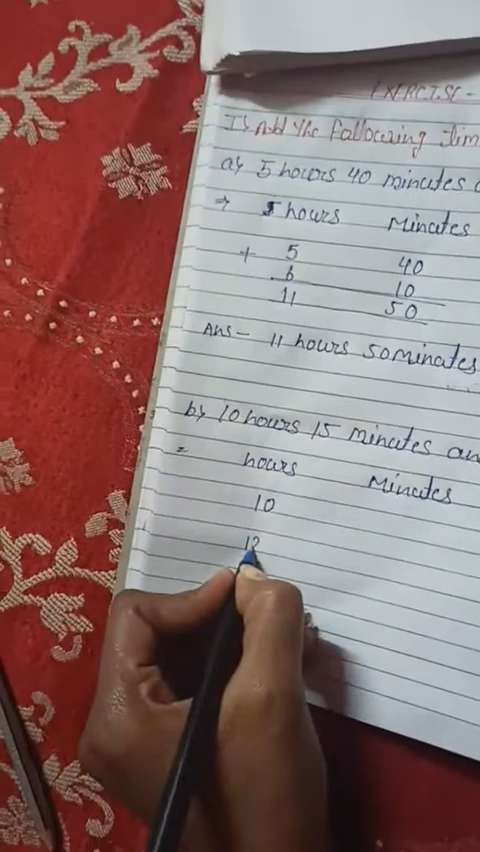 EXERCISE -
1) Add the following tim
a) 5 hours 40 minutes
⇒ hours Minutes
5 40
+ 6 10
11 50
Ans - 11 hours 50 minates
b) 10 hours 15 minutes an
= hours Minutes
10
12